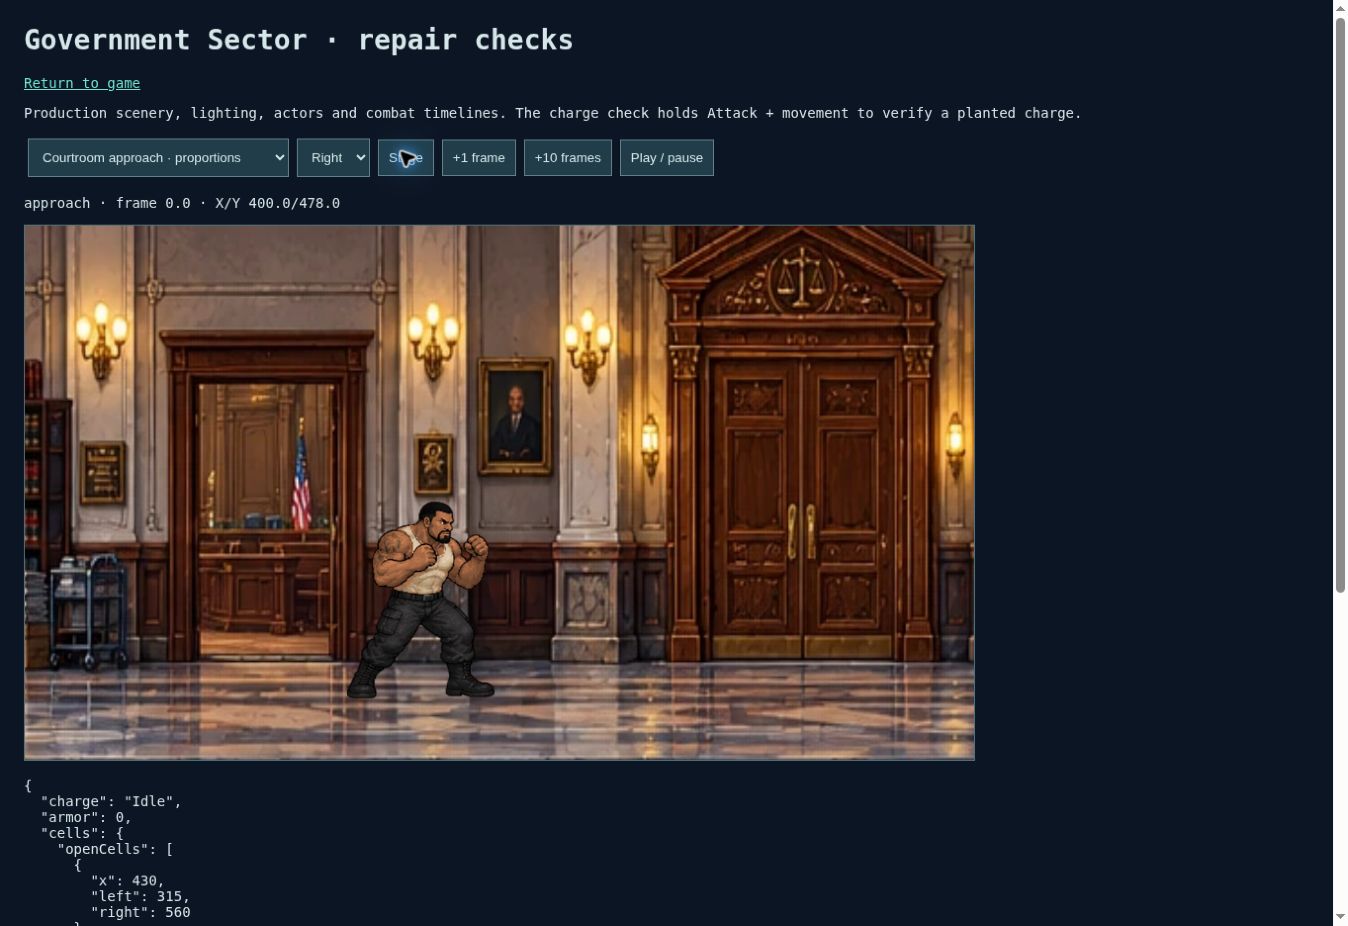 Government Sector · repair checks
Return to game
Production scenery, lighting, actors and combat timelines. The charge check holds Attack + movement to verify a planted charge.
Courtroom approach · proportions
Right
+1 frame
+10 frames
Play / pause
approach · frame 0.0 · X/Y 400.0/478.0
{
"charge": "Idle",
"armor": 0,
"cells": {
"openCells": [
{
"x": 430,
"left": 315,
"right": 560